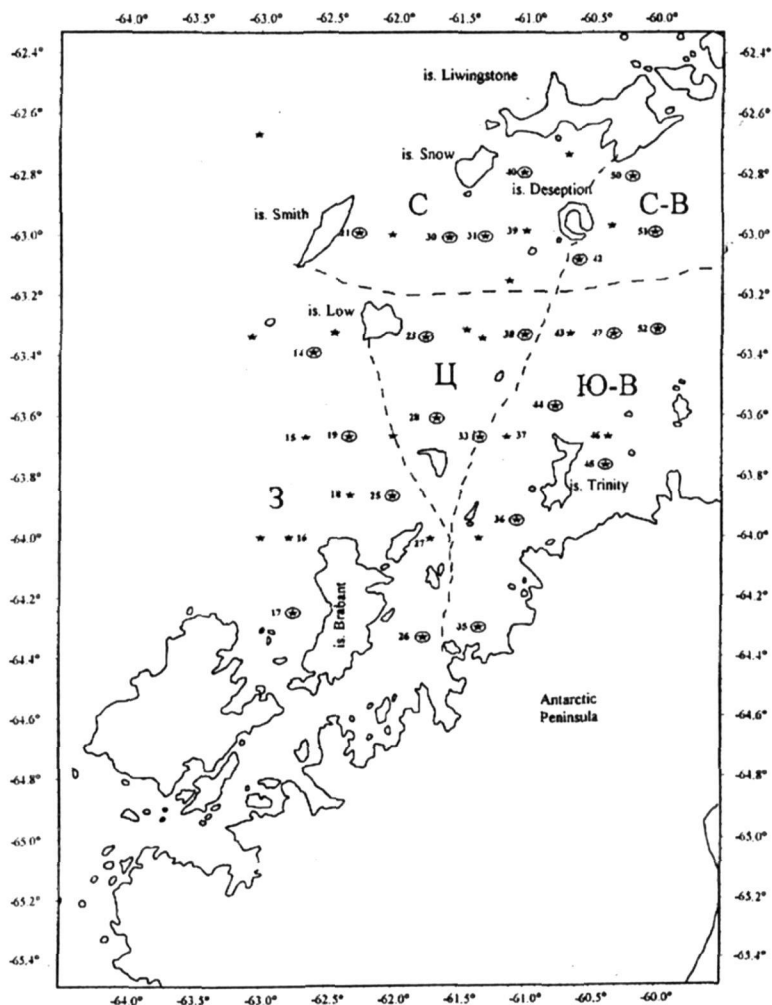 -64.0° -63.5° -63.0° -62.5° -62.0° -61.5° -61.0° -60.5° -60.0°
-62.4° -62.4°
is. Liwingstone
-62.6° -62.6°
is. Snow
-62.8° 40 50 -62.8°
is. Deseption
С С-В
is. Smith
-63.0° 21 30 31 39 51 -63.0°
42
-63.2° -63.2°
is. Low
23 38 43 47 52
-63.4° 14 -63.4°
Ц Ю-В
44
-63.6° 28 -63.6°
15 19 33 37 46
45
-63.8° is. Trinity -63.8°
З 18 25
36
-64.0° 16 27 -64.0°
-64.2° 17 is. Brabant -64.2°
26 35
-64.4° -64.4°
Antarctic
Peninsula
-64.6° -64.6°
-64.8° -64.8°
-65.0° -65.0°
-65.2° -65.2°
-65.4° -65.4°
-64.0° -63.5° -63.0° -62.5° -62.0° -61.5° -61.0° -60.5° -60.0°